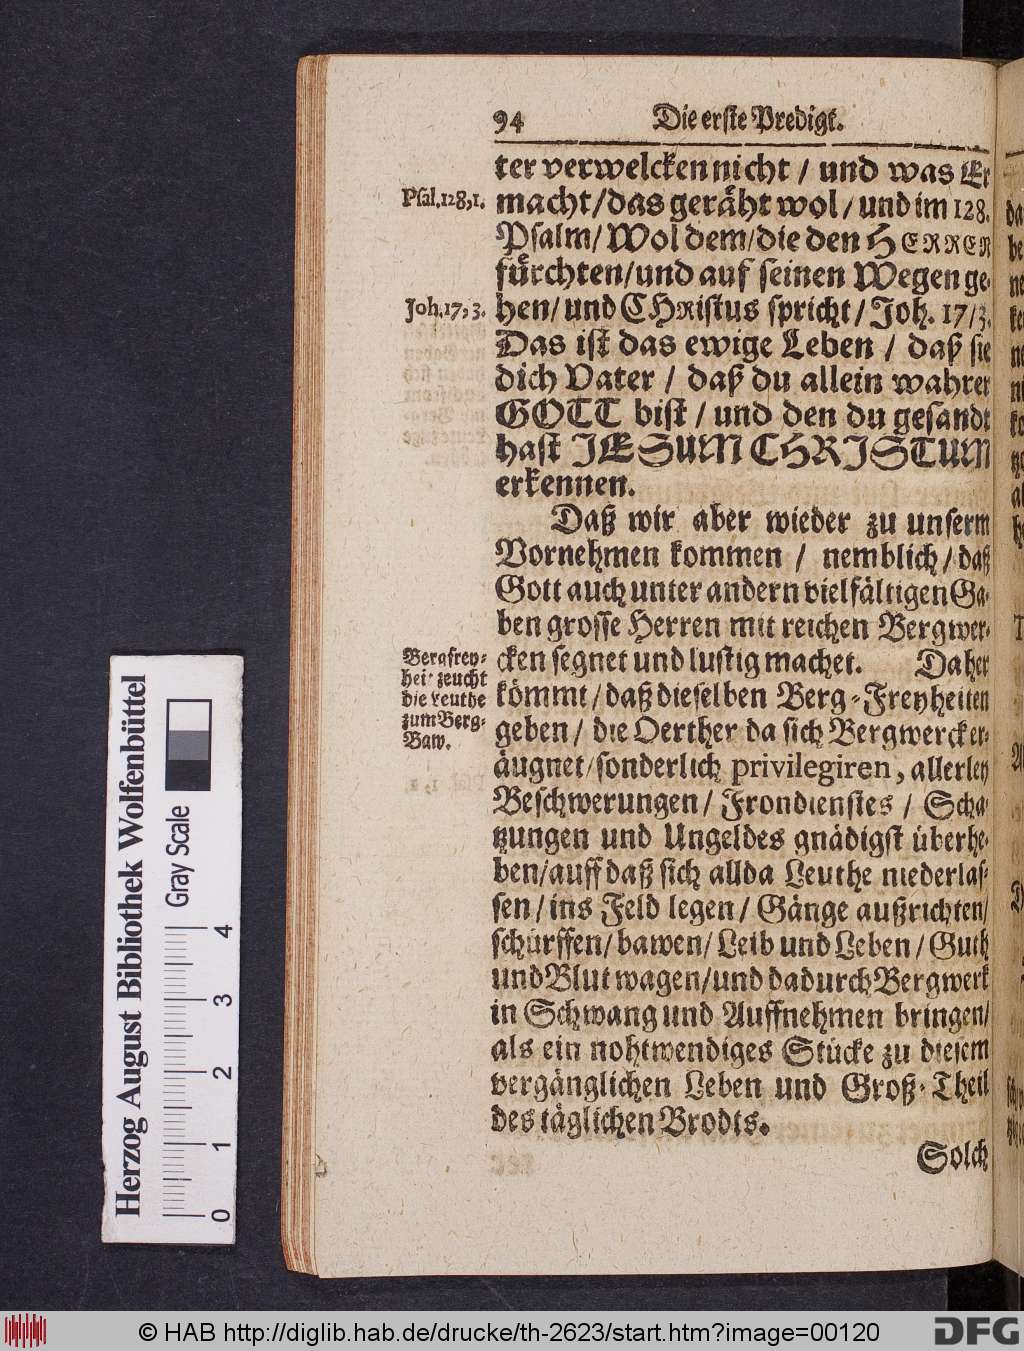 94 Die erste Predigt.
ter verwelcken nicht / und was Er
Psal.128,1. macht/das geräht wol/und im 128.
Psalm/Wol dem/die den HERREN
fürchten/und auf seinen Wegen ge-
Joh.17,3. hen/und CHRistus spricht/Joh. 17/3.
Das ist das ewige Leben / daß sie
dich Vater / daß du allein wahrer
GOTT bist / und den du gesandt
hast JESUM CHRISTUM
erkennen.
Daß wir aber wieder zu unserm
Vornehmen kommen / nemblich/daß
Gott auch unter andern vielfältigen Ga-
ben grosse Herren mit reichen Bergwer-
cken segnet und lustig machet. Daher
kömmt/daß dieselben Berg-Freyheiten
geben/ die Oerther da sich Bergwerck er-
äugnet/sonderlich privilegiren, allerley
Beschwerungen/ Frondienstes / Scha-
tzungen und Ungeldes gnädigst überhe-
ben/auff daß sich allda Leuthe niederlas-
sen/ins Feld legen/ Gänge außrichten/
schürffen/bawen/Leib und Leben/Guth
und Blut wagen/und dadurch Bergwerk
in Schwang und Auffnehmen bringen/
als ein nohtwendiges Stücke zu diesem
vergänglichen Leben und Groß-Theil
des täglichen Brodts.
Solch
Bergfrey-
heit zeucht
die Leuthe
zum Berg-
Baw.
Herzog August Bibliothek Wolfenbüttel
Gray Scale
0 1 2 3 4
© HAB http://diglib.hab.de/drucke/th-2623/start.htm?image=00120
DFG